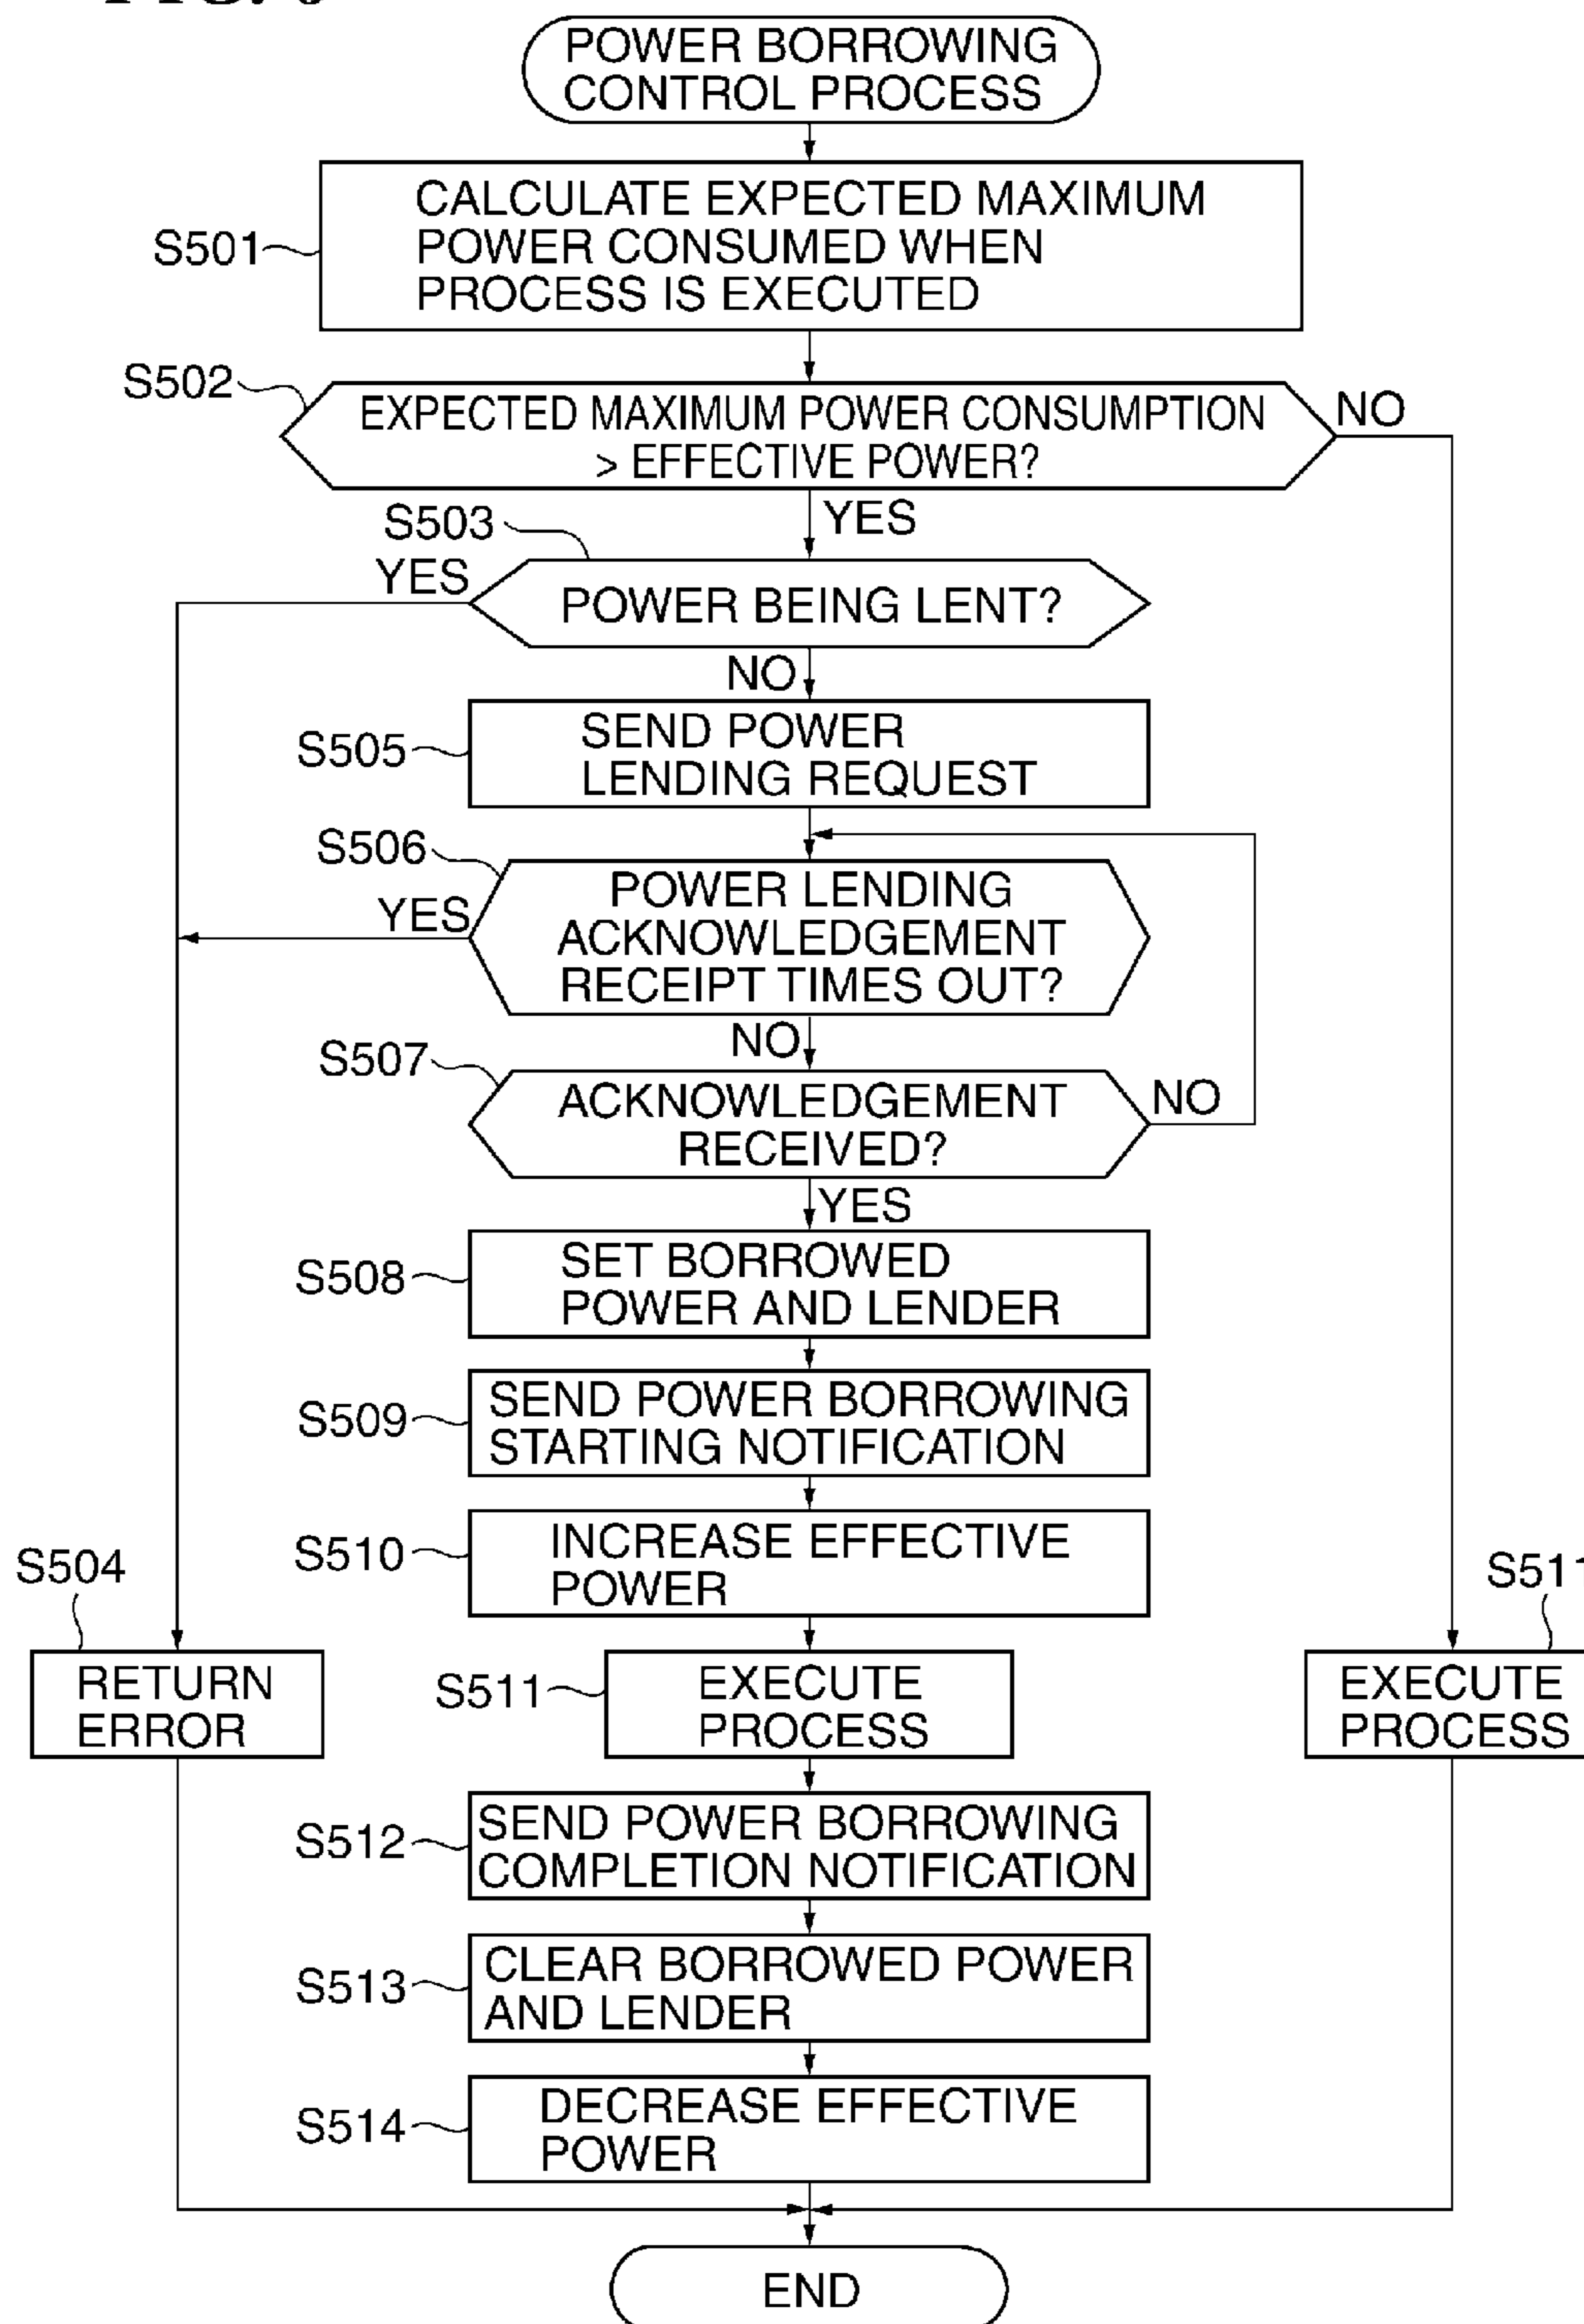 POWER BORROWING
CONTROL PROCESS
CALCULATE EXPECTED MAXIMUM
S501
POWER CONSUMED WHEN
PROCESS IS EXECUTED
S502
EXPECTED MAXIMUM POWER CONSUMPTION
NO
> EFFECTIVE POWER?
S503
YES
YES
POWER BEING LENT?
NO
S505
SEND POWER
LENDING REQUEST
S506
POWER LENDING
YES
ACKNOWLEDGEMENT
RECEIPT TIMES OUT?
NO
S507
ACKNOWLEDGEMENT
NO
RECEIVED?
YES
S508
SET BORROWED
POWER AND LENDER
S509
SEND POWER BORROWING
STARTING NOTIFICATION
S510
INCREASE EFFECTIVE
POWER
S504
S511
RETURN
ERROR
S511
EXECUTE
PROCESS
EXECUTE
PROCESS
S512
SEND POWER BORROWING
COMPLETION NOTIFICATION
S513
CLEAR BORROWED POWER
AND LENDER
S514
DECREASE EFFECTIVE
POWER
END